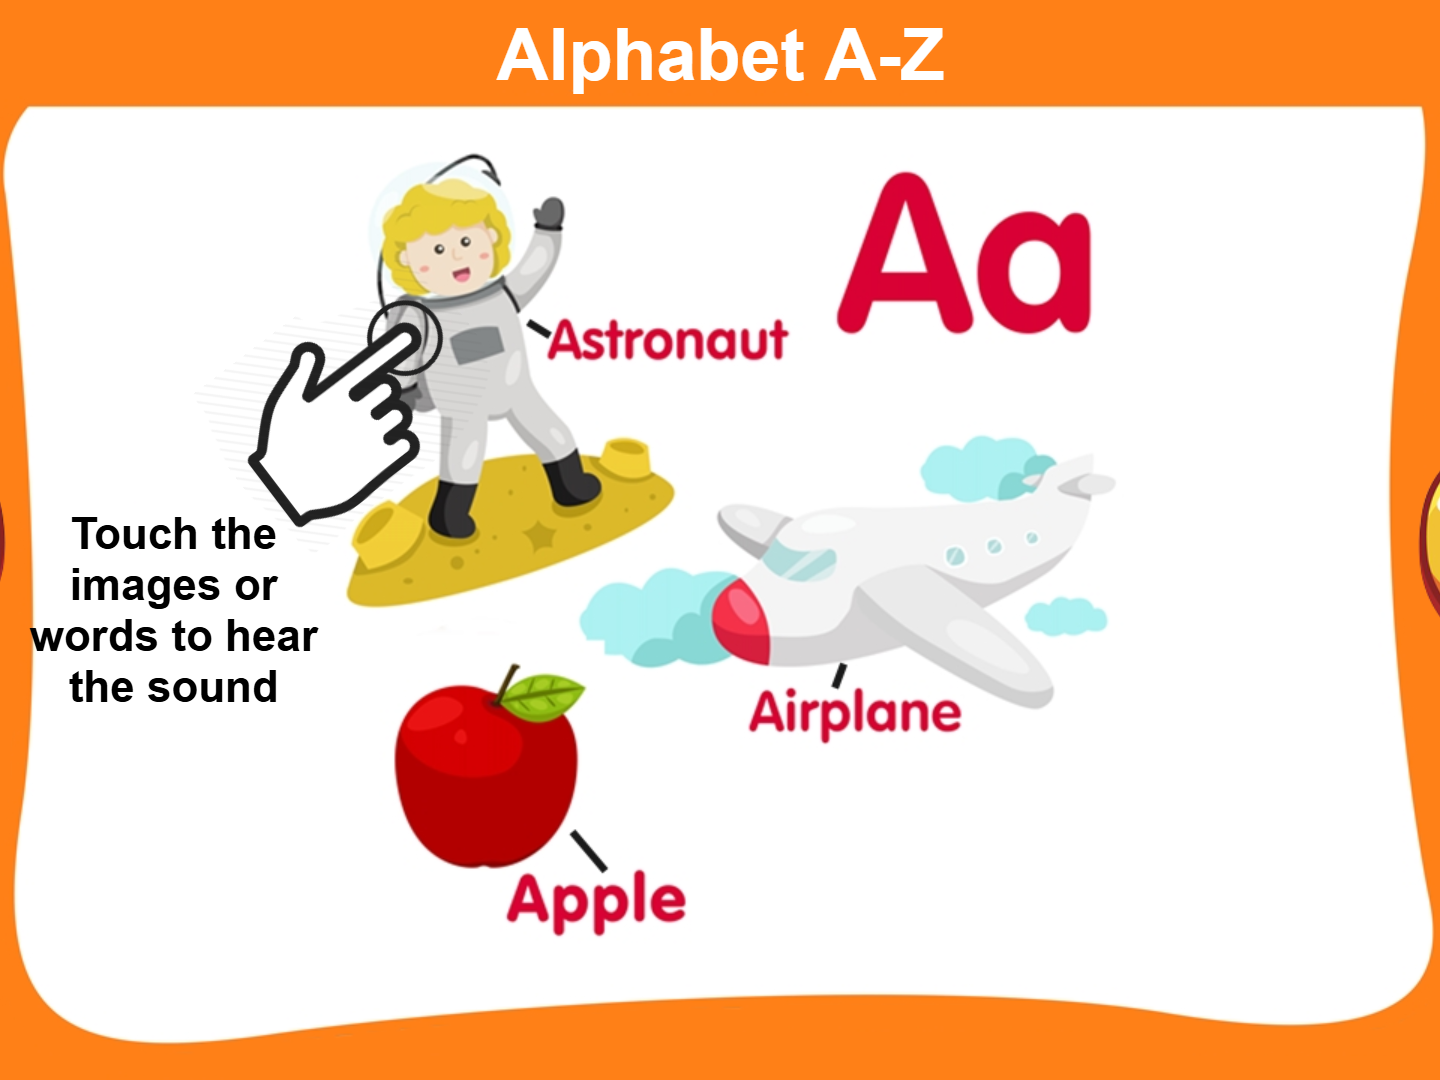 Alphabet A-Z
Aa
Astronaut
Touch the
images or
words to hear
the sound
Airplane
Apple